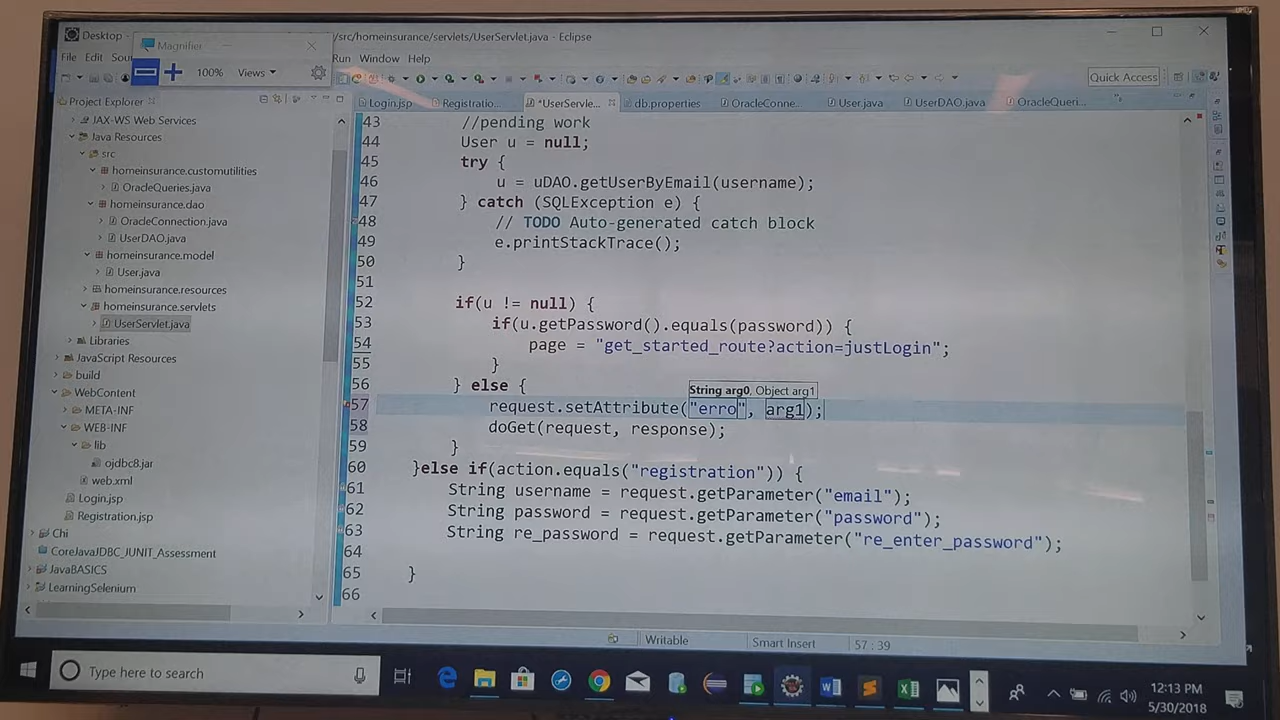 Desktop -
Magnifier
/src/homeinsurance/servlets/UserServlet.java - Eclipse
File Edit Sour
Run Window Help
100% Views
Quick Access
Project Explorer
Login.jsp
Registratio...
*UserServle...
db.properties
OracleConne...
User.java
UserDAO.java
OracleQueri...
JAX-WS Web Services
Java Resources
src
homeinsurance.customutilities
OracleQueries.java
homeinsurance.dao
OracleConnection.java
UserDAO.java
homeinsurance.model
User.java
homeinsurance.resources
homeinsurance.servlets
UserServlet.java
Libraries
JavaScript Resources
build
WebContent
META-INF
WEB-INF
lib
ojdbc8.jar
web.xml
Login.jsp
Registration.jsp
Chi
CoreJavaJDBC_JUNIT_Assessment
JavaBASICS
LearningSelenium
43 //pending work
44 User u = null;
45 try {
46 u = uDAO.getUserByEmail(username);
47 } catch (SQLException e) {
48 // TODO Auto-generated catch block
49 e.printStackTrace();
50 }
51
52 if(u != null) {
53 if(u.getPassword().equals(password)) {
54 page = "get_started_route?action=justLogin";
55 }
56 } else {
String arg0, Object arg1
57 request.setAttribute("erro", arg1);
58 doGet(request, response);
59 }
60 }else if(action.equals("registration")) {
61 String username = request.getParameter("email");
62 String password = request.getParameter("password");
63 String re_password = request.getParameter("re_enter_password");
64
65 }
66
Writable Smart Insert 57 : 39
Type here to search
12:13 PM
5/30/2018